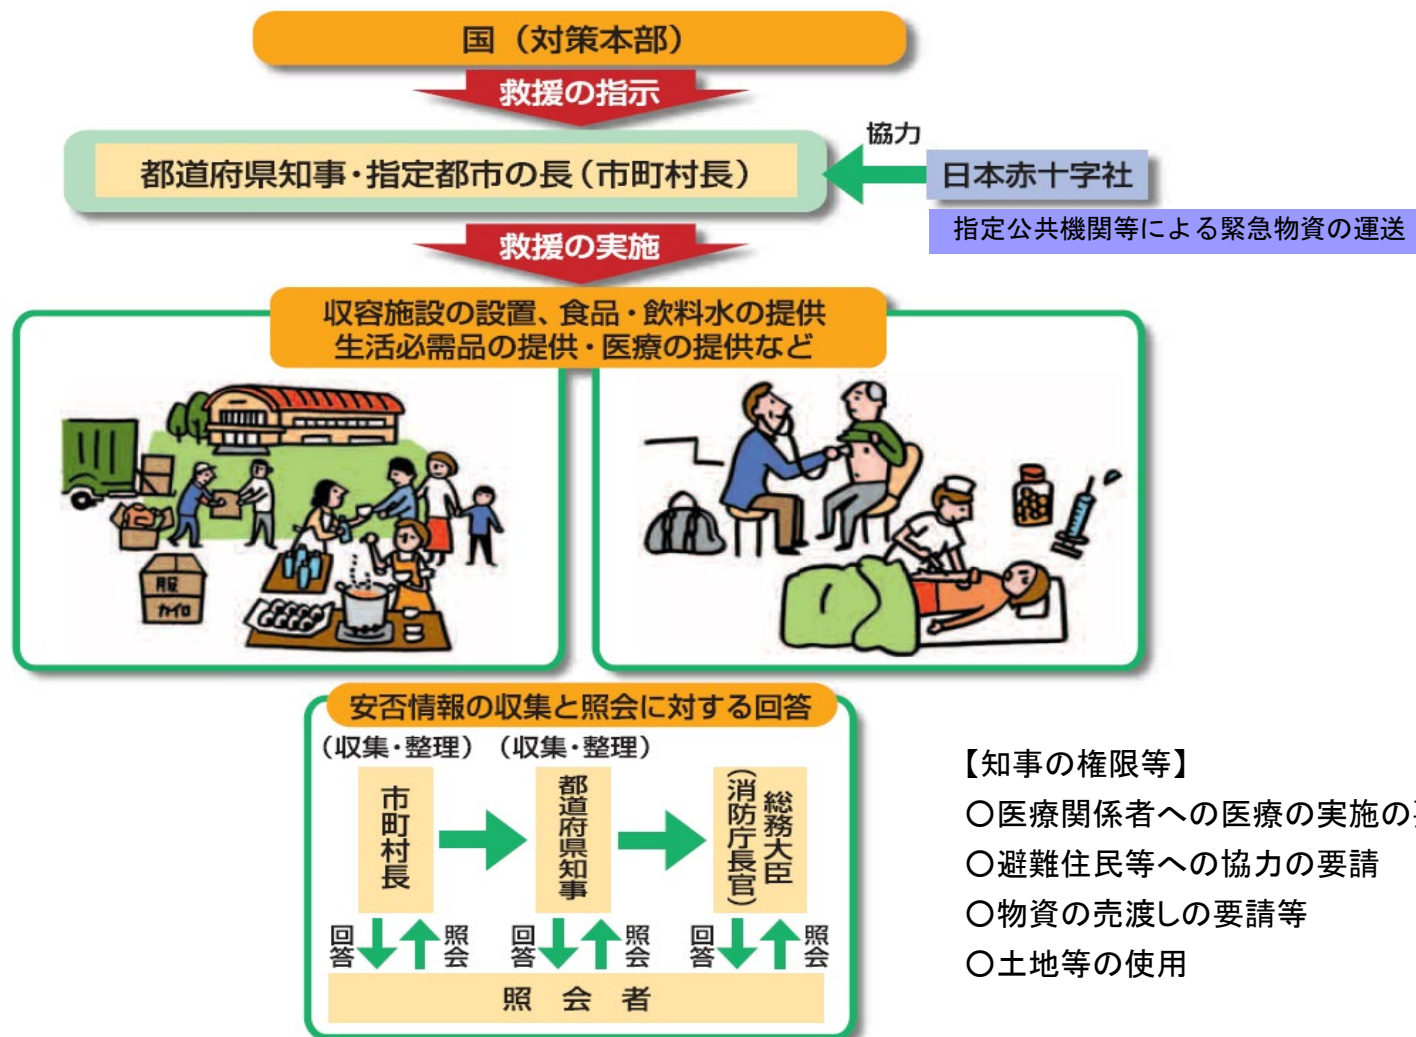 国（対策本部）
救援の指示
都道府県知事・指定都市の長（市町村長）
協力
日本赤十字社
指定公共機関等による緊急物資の運送
救援の実施
収容施設の設置、食品・飲料水の提供
生活必需品の提供・医療の提供など
服
カイロ
安否情報の収集と照会に対する回答
（収集・整理）（収集・整理）
市町村長
都道府県知事
総務大臣
（消防庁長官）
回答
照会
回答
照会
回答
照会
照会者
【知事の権限等】
〇医療関係者への医療の実施の
〇避難住民等への協力の要請
〇物資の売渡しの要請等
〇土地等の使用